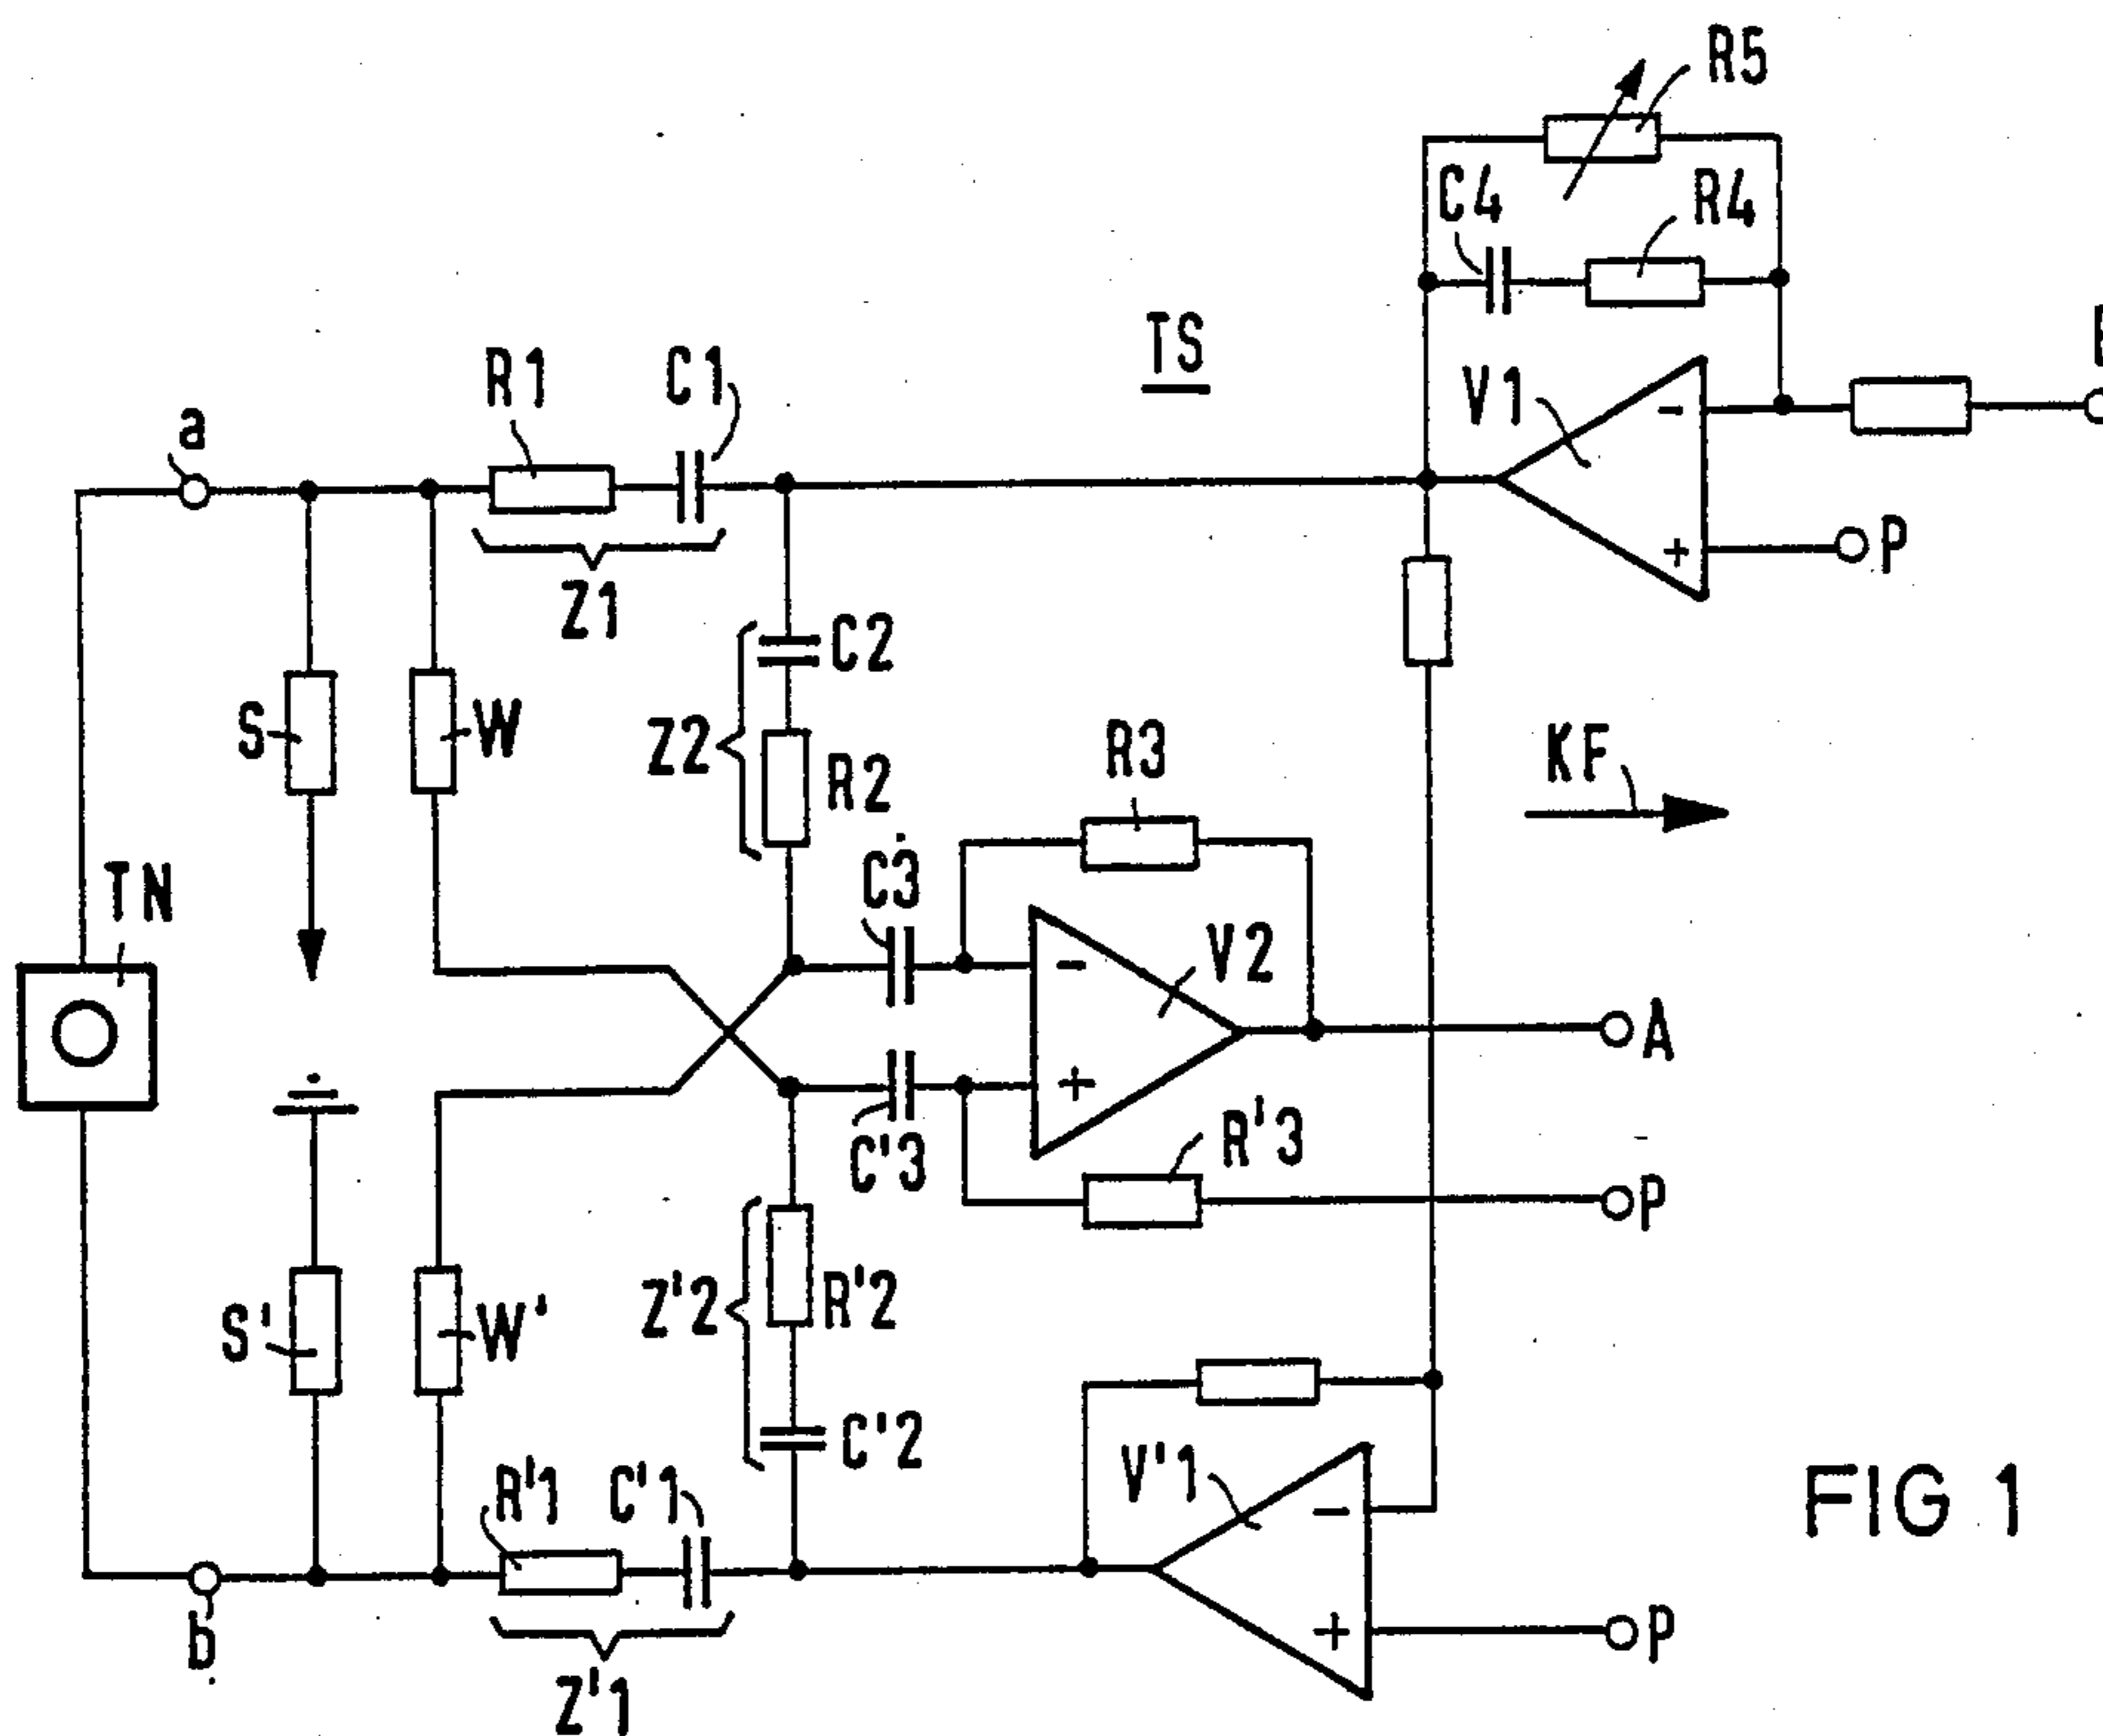 R5
C4
R4
TS
R1
C1
V1
-
a
+
P
Z1
C2
S
W
Z2
R2
R3
KF
C3
V2
TN
-
A
+
C'3
R'3
P
Z'2
R'2
S'
W'
C'2
V'1
-
FIG 1
R'1
C'1
+
P
b
Z'1